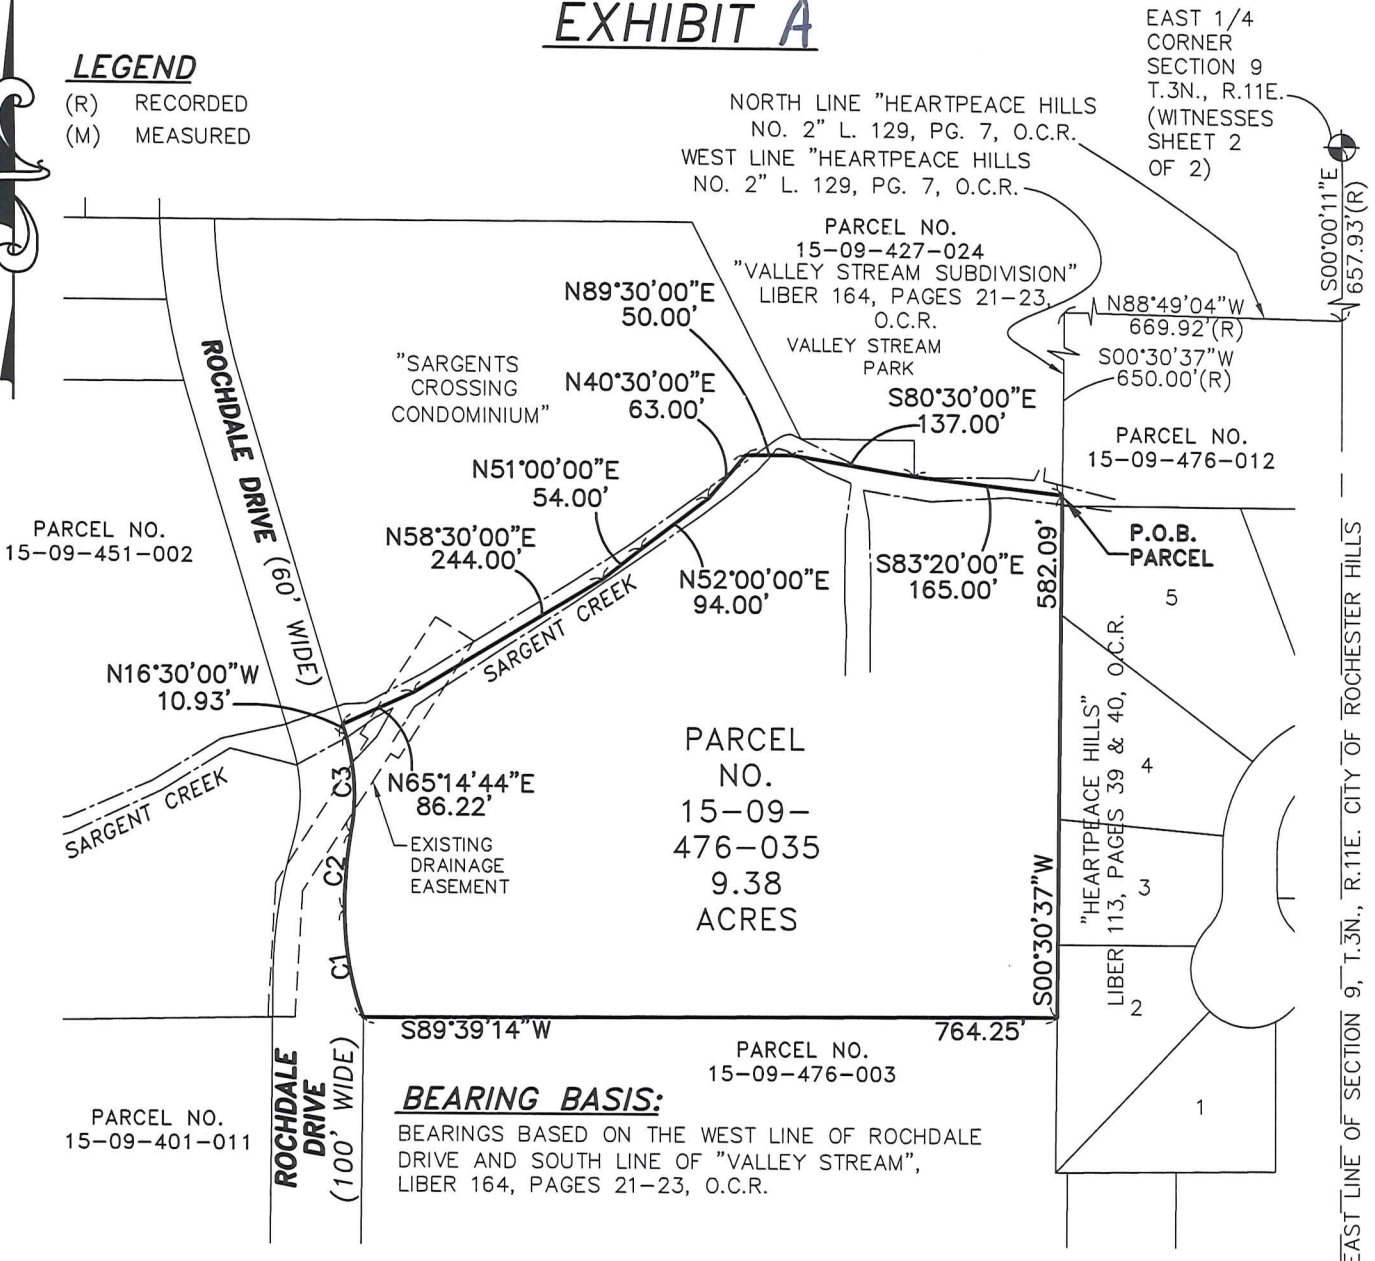 EXHIBIT A
LEGEND
(R) RECORDED
(M) MEASURED
EAST 1/4
CORNER
SECTION 9
T.3N., R.11E.
(WITNESSES
SHEET 2
OF 2)
NORTH LINE "HEARTPEACE HILLS
NO. 2" L. 129, PG. 7, O.C.R.
WEST LINE "HEARTPEACE HILLS
NO. 2" L. 129, PG. 7, O.C.R.
S00°00'11"E
657.93'(R)
PARCEL NO.
15-09-427-024
"VALLEY STREAM SUBDIVISION"
LIBER 164, PAGES 21-23,
O.C.R.
VALLEY STREAM
PARK
N88°49'04"W
669.92'(R)
S00°30'37"W
650.00'(R)
N89°30'00"E
50.00'
"SARGENTS
CROSSING
CONDOMINIUM"
N40°30'00"E
63.00'
S80°30'00"E
137.00'
PARCEL NO.
15-09-476-012
ROCHDALE DRIVE (60' WIDE)
N51°00'00"E
54.00'
PARCEL NO.
15-09-451-002
N58°30'00"E
244.00'
N52°00'00"E
94.00'
S83°20'00"E
165.00'
582.09'
P.O.B.
PARCEL
5
SARGENT CREEK
N16°30'00"W
10.93'
PARCEL
NO.
15-09-
476-035
9.38
ACRES
C3
N65°14'44"E
86.22'
SARGENT CREEK
EXISTING
DRAINAGE
EASEMENT
C2
C1
"HEARTPEACE HILLS"
LIBER 113, PAGES 39 & 40, O.C.R.
4
3
2
1
S00°30'37"W
S89°39'14"W
764.25'
PARCEL NO.
15-09-476-003
ROCHDALE
DRIVE
(100' WIDE)
PARCEL NO.
15-09-401-011
BEARING BASIS:
BEARINGS BASED ON THE WEST LINE OF ROCHDALE
DRIVE AND SOUTH LINE OF "VALLEY STREAM",
LIBER 164, PAGES 21-23, O.C.R.
EAST LINE OF SECTION 9, T.3N., R.11E. CITY OF ROCHESTER HILLS